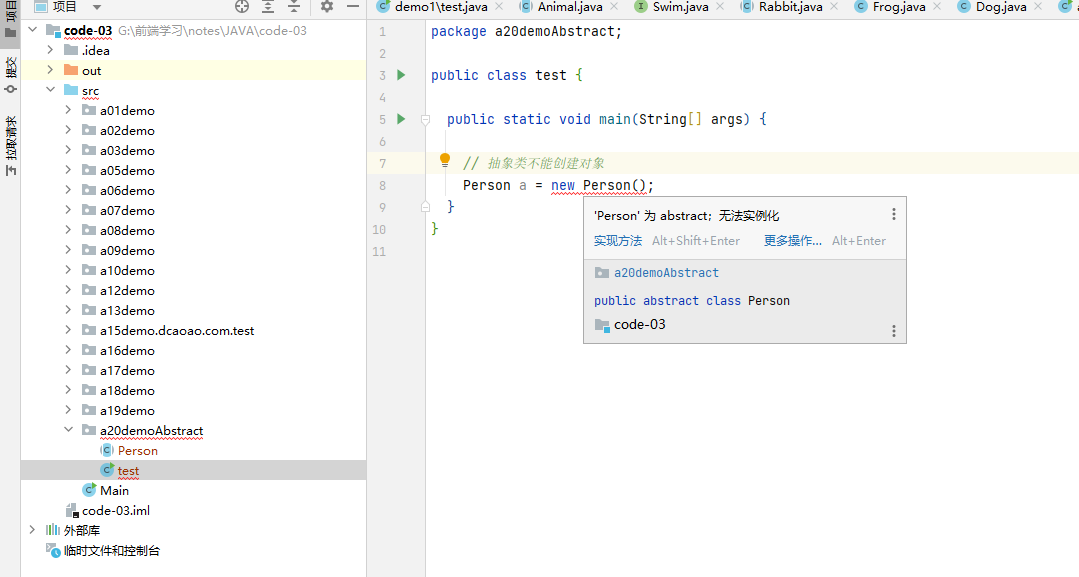 项目
demo1\test.java
Animal.java
Swim.java
Rabbit.java
Frog.java
Dog.java
项目
提交
拉取请求
code-03 G:\前端学习\notes\JAVA\code-03
.idea
out
src
a01demo
a02demo
a03demo
a05demo
a06demo
a07demo
a08demo
a09demo
a10demo
a12demo
a13demo
a15demo.dcaoao.com.test
a16demo
a17demo
a18demo
a19demo
a20demoAbstract
Person
test
Main
code-03.iml
外部库
临时文件和控制台
1 package a20demoAbstract;
2
3 public class test {
4
5 public static void main(String[] args) {
6
7 // 抽象类不能创建对象
8 Person a = new Person();
9 }
10 }
11
'Person' 为 abstract；无法实例化
实现方法 Alt+Shift+Enter 更多操作... Alt+Enter
a20demoAbstract
public abstract class Person
code-03